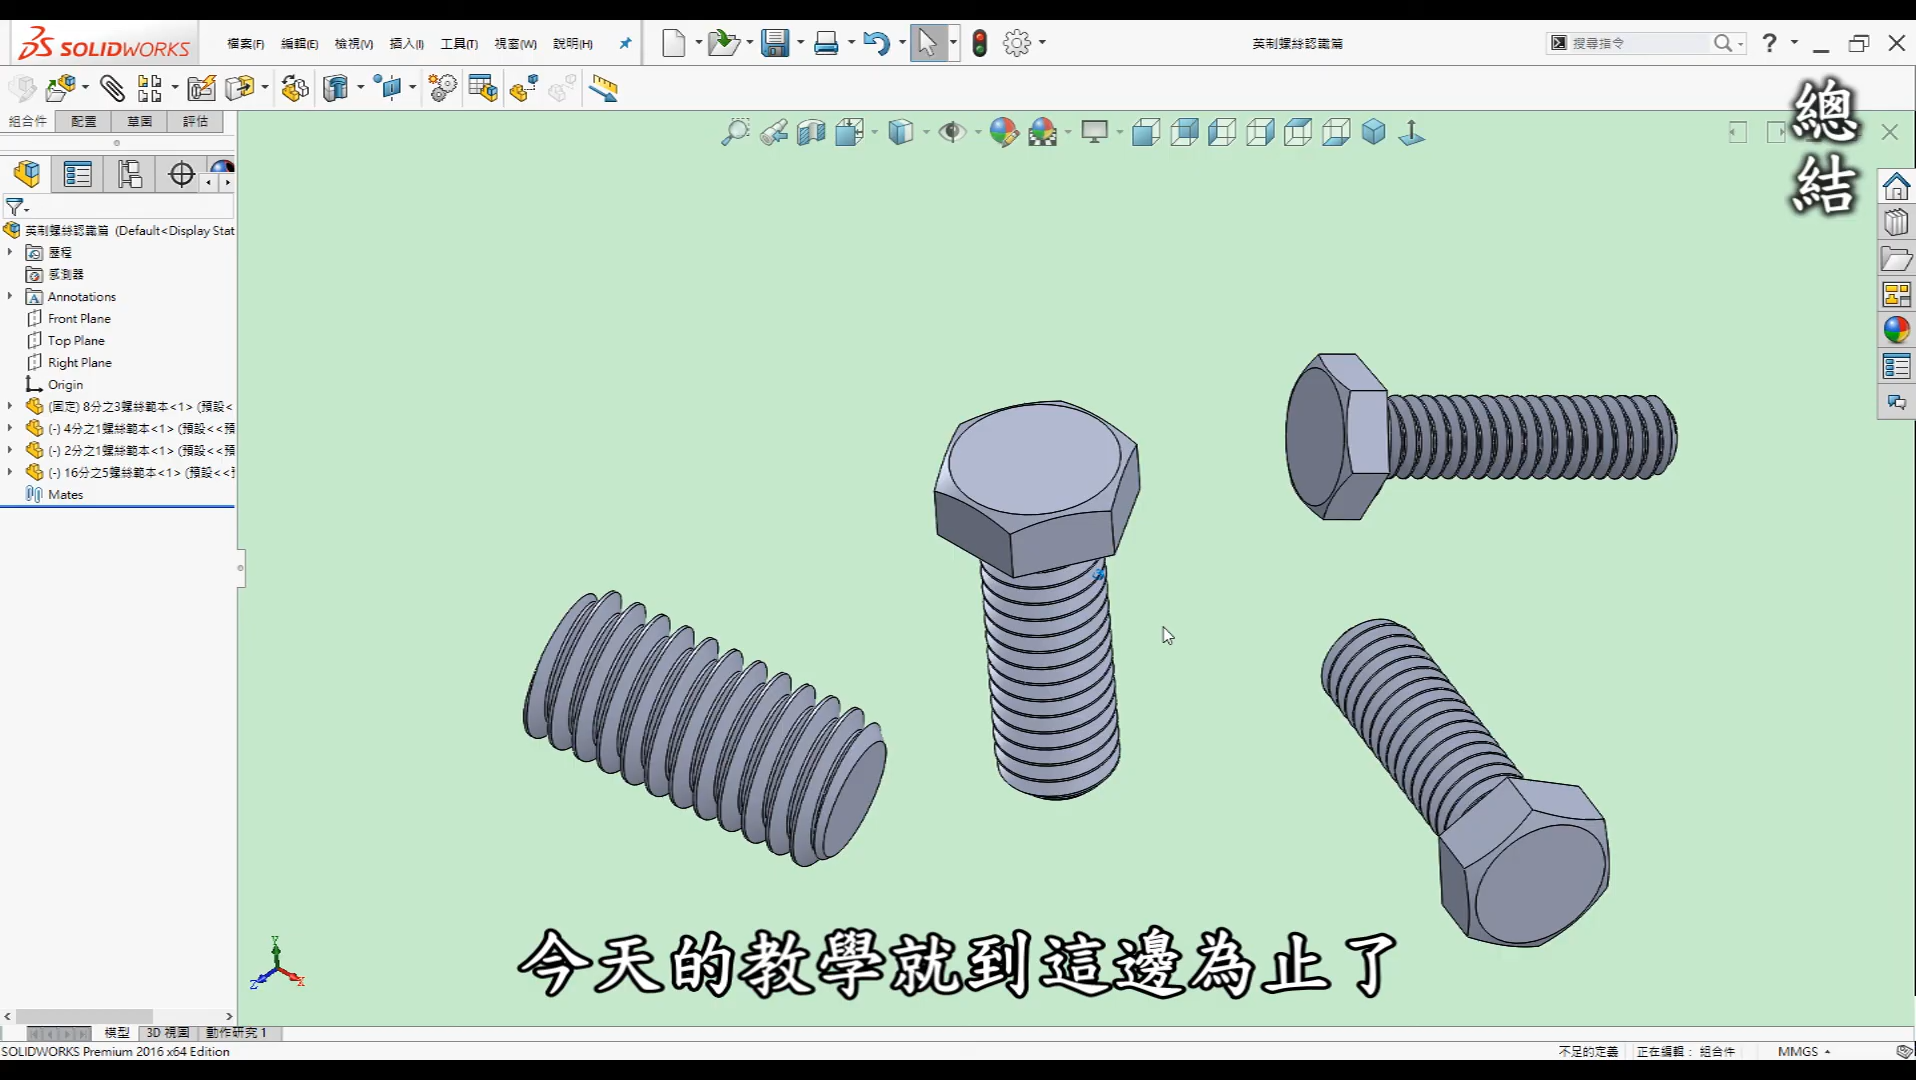 SOLIDWORKS
檔案(F) 編輯(E) 檢視(V) 插入(I) 工具(T) 視窗(W) 說明(H)
英制螺絲認識篇
搜尋指令
總結
組合件 配置 草圖 評估
英制螺絲認識篇 (Default<Display Stat
歷程
感測器
Annotations
Front Plane
Top Plane
Right Plane
Origin
(固定) 8分之3螺絲範本<1> (預設<
(-) 4分之1螺絲範本<1> (預設<<預
(-) 2分之1螺絲範本<1> (預設<<預
(-) 16分之5螺絲範本<1> (預設<<預
Mates
Y
Z
X
今天的教學就到這邊為止了
模型 3D 視圖 動作研究 1
SOLIDWORKS Premium 2016 x64 Edition
不足的定義 正在編輯： 組合件 MMGS